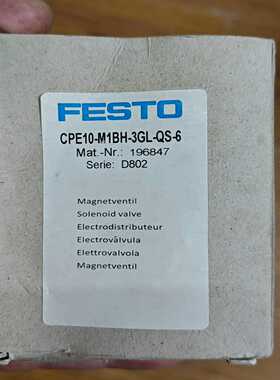 FESTO
CPE10-M1BH-3GL-QS-6
Mat.-Nr.: 196847
Serie: D802
Magnetventil
Solenoid valve
Electrodistributeur
Electroválvula
Elettrovalvola
Magnetventil